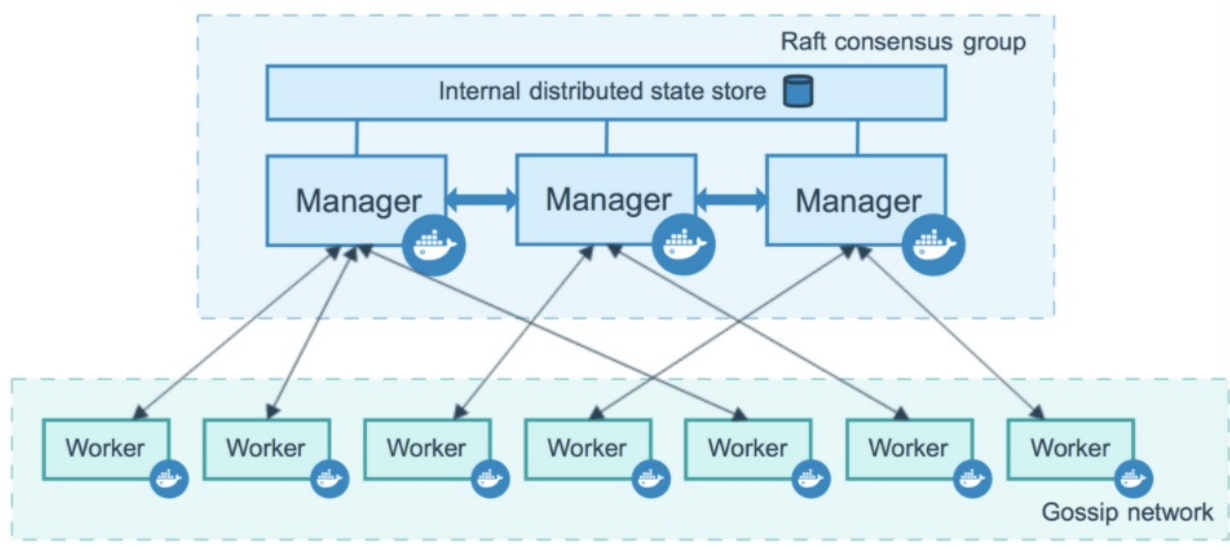 Raft consensus group
Internal distributed state store
Manager
Manager
Manager
Worker
Worker
Worker
Worker
Worker
Worker
Worker
Gossip network